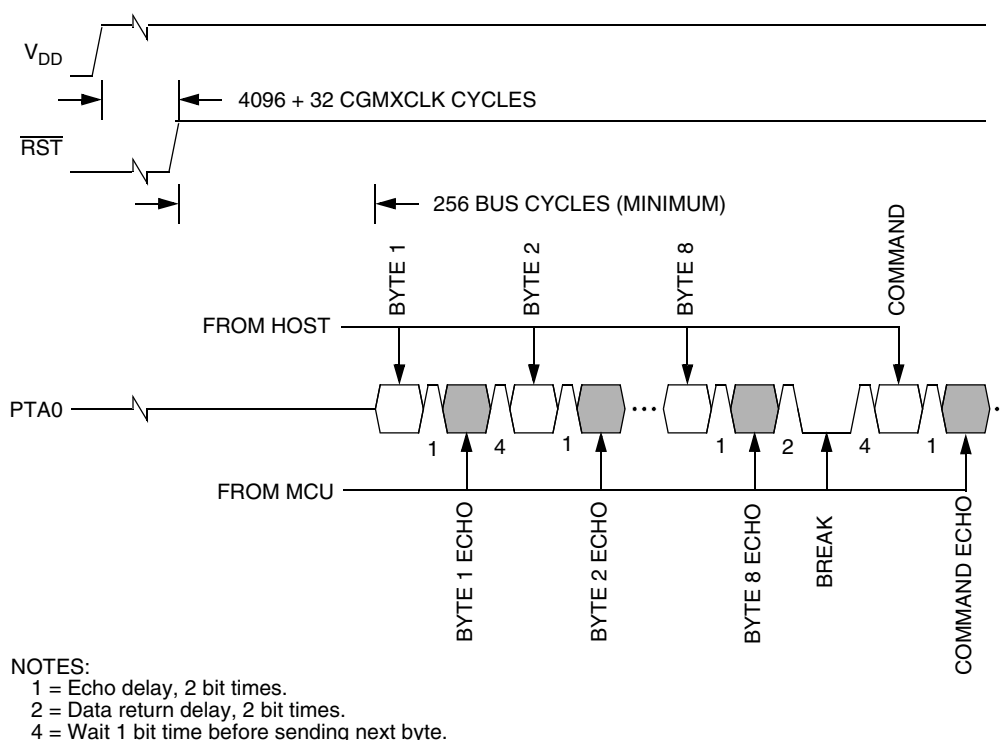 VDD
4096 + 32 CGMXCLK CYCLES
RST
256 BUS CYCLES (MINIMUM)
BYTE 1
BYTE 2
BYTE 8
COMMAND
FROM HOST
PTA0
1
4
1
1
2
4
1
FROM MCU
BYTE 1 ECHO
BYTE 2 ECHO
BYTE 8 ECHO
BREAK
COMMAND ECHO
NOTES:
1 = Echo delay, 2 bit times.
2 = Data return delay, 2 bit times.
4 = Wait 1 bit time before sending next byte.